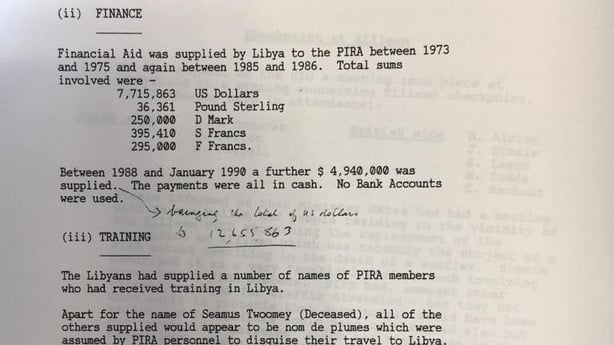 (ii) FINANCE
Financial Aid was supplied by Libya to the PIRA between 1973
and 1975 and again between 1985 and 1986. Total sums
involved were -
7,715,863 US Dollars
36,361 Pound Sterling
250,000 D Mark
395,410 S Francs
295,000 F Francs.
Between 1988 and January 1990 a further $ 4,940,000 was
supplied. The payments were all in cash. No Bank Accounts
were used.
bringing the total of US dollars
to 12,655,863
(iii) TRAINING
The Libyans had supplied a number of names of PIRA members
who had received training in Libya.
Apart for the name of Seamus Twoomey (Deceased), all of the
others supplied would appear to be nom de plumes which were
assumed by PIRA personnel to disguise their travel to Libya.